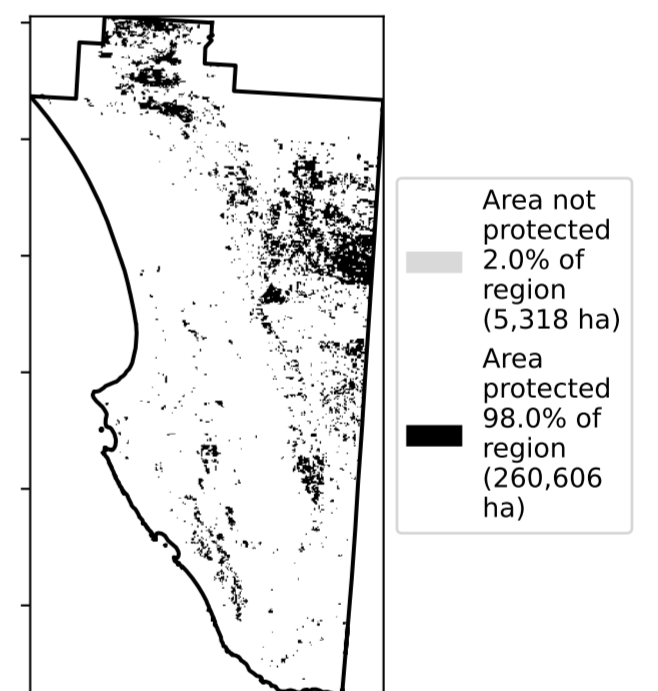 Area not
protected
2.0% of
region
(5,318 ha)
Area
protected
98.0% of
region
(260,606
ha)